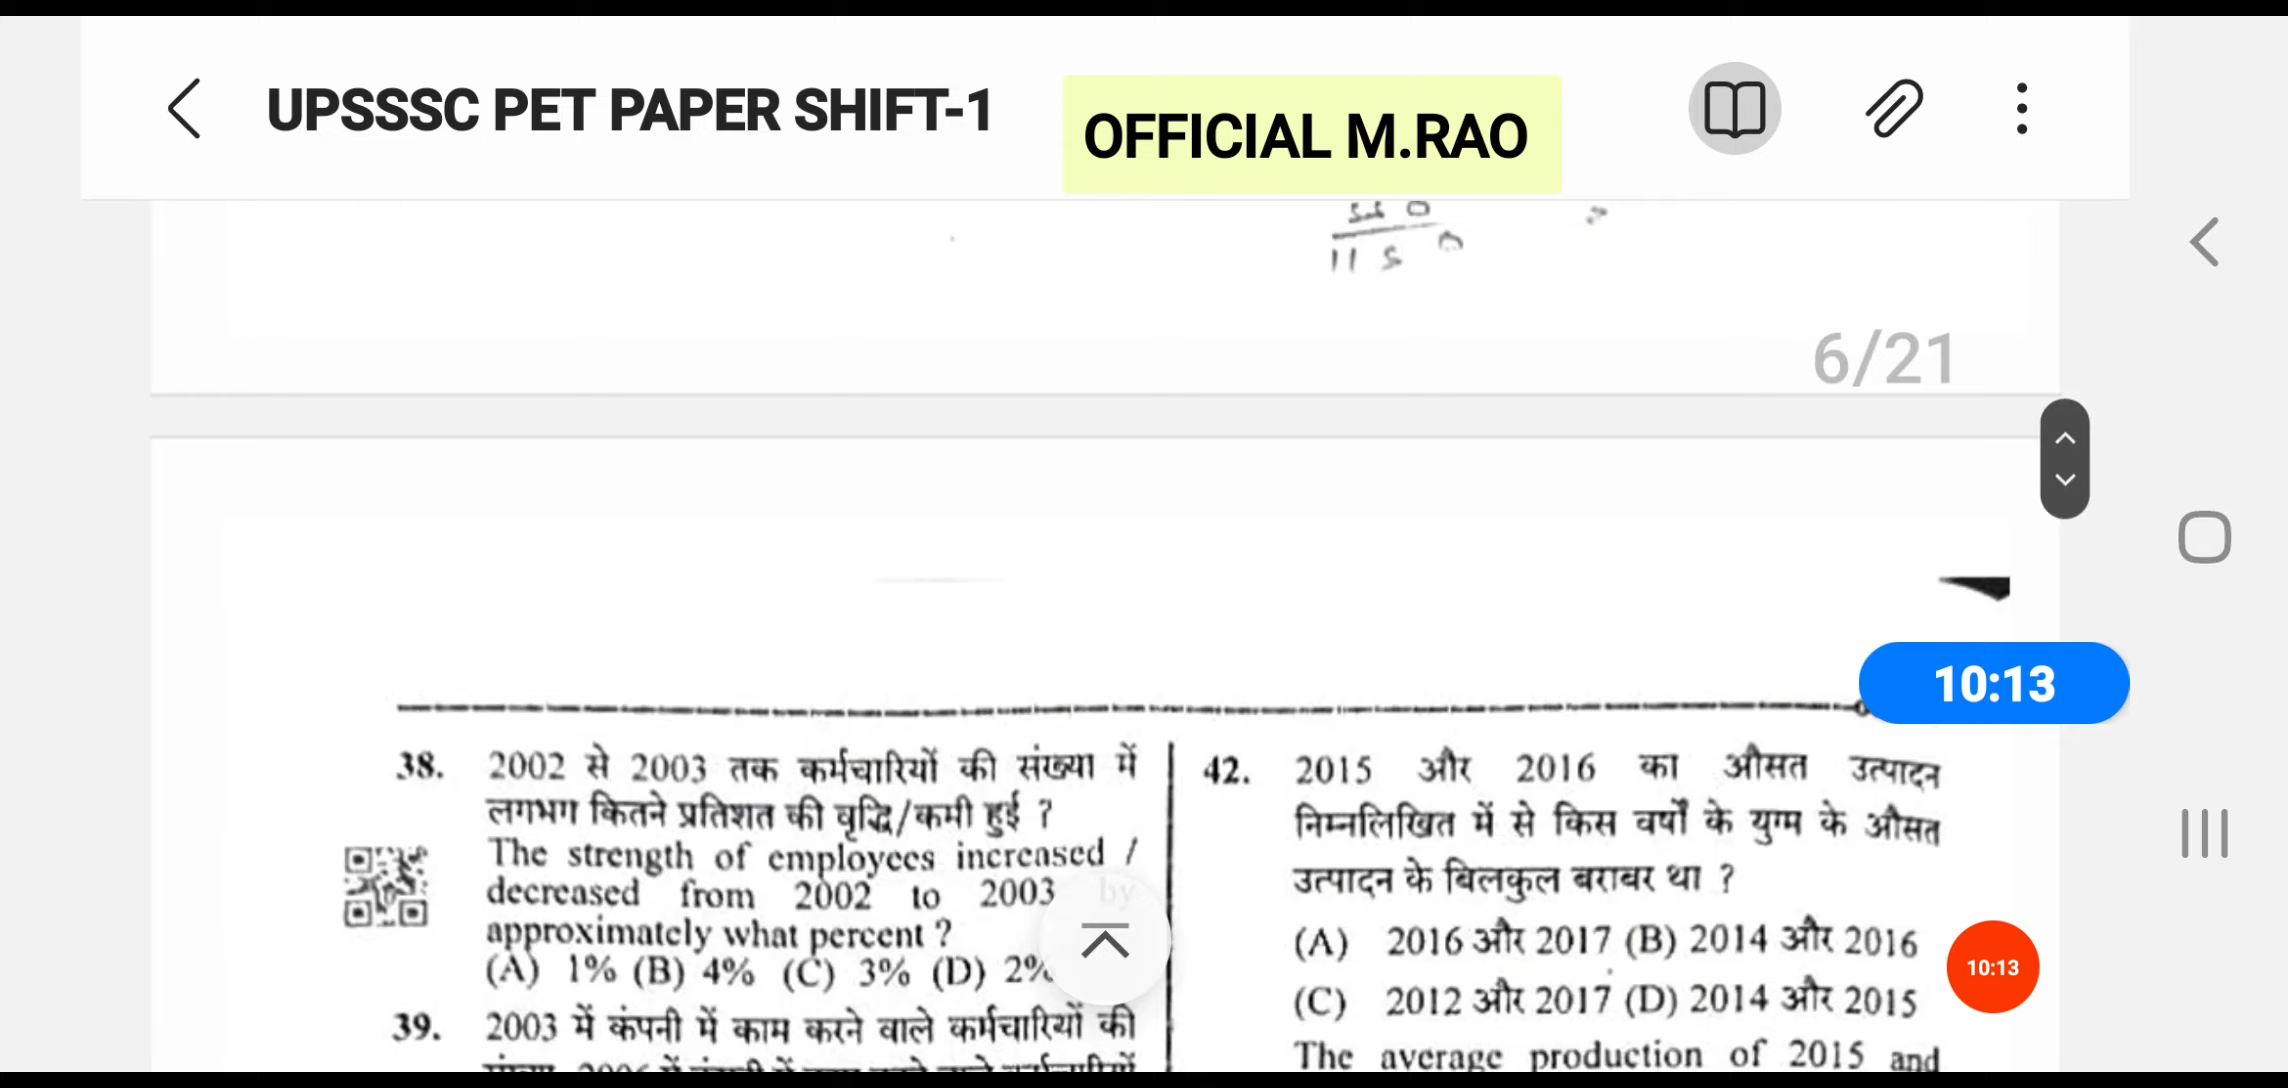 UPSSSC PET PAPER SHIFT-1
OFFICIAL M.RAO
6/21
10:13
38. 2002 से 2003 तक कर्मचारियों की संख्या में
लगभग कितने प्रतिशत की वृद्धि/कमी हुई ?
The strength of employees increased /
decreased from 2002 to 2003 by
approximately what percent ?
(A) 1% (B) 4% (C) 3% (D) 2%
39. 2003 में कंपनी में काम करने वाले कर्मचारियों की
42. 2015 और 2016 का औसत उत्पादन
निम्नलिखित में से किस वर्षों के युग्म के औसत
उत्पादन के बिलकुल बराबर था ?
(A) 2016 और 2017 (B) 2014 और 2016
(C) 2012 और 2017 (D) 2014 और 2015
The average production of 2015 and
10:13